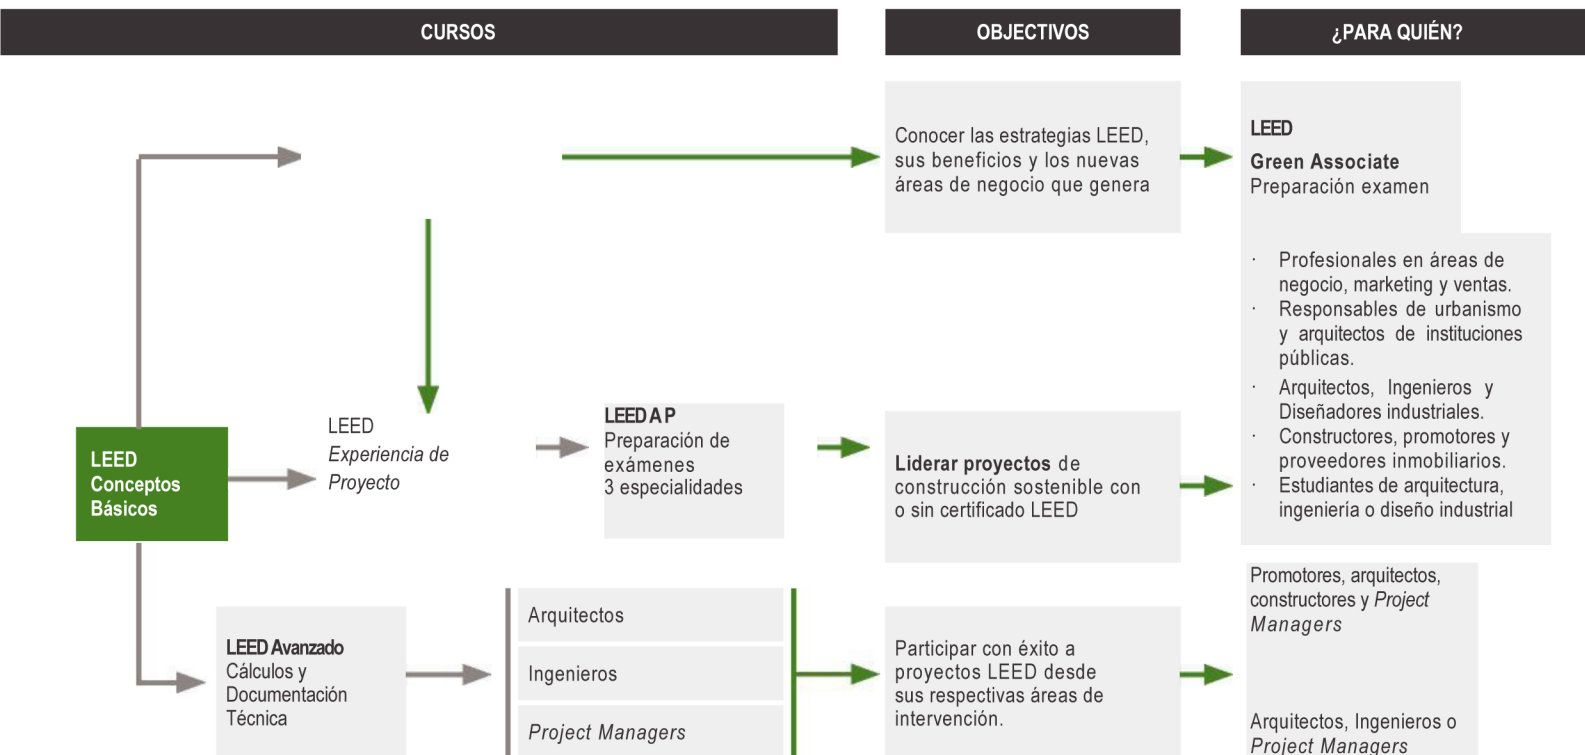 CURSOS
OBJECTIVOS
¿PARA QUIÉN?
Conocer las estrategias LEED,
sus beneficios y los nuevas
áreas de negocio que genera
LEED
Green Associate
Preparación examen
· Profesionales en áreas de
negocio, marketing y ventas.
· Responsables de urbanismo
y arquitectos de instituciones
públicas.
· Arquitectos, Ingenieros y
Diseñadores industriales.
· Constructores, promotores y
proveedores inmobiliarios.
· Estudiantes de arquitectura,
ingeniería o diseño industrial
LEED
Conceptos
Básicos
LEED
Experiencia de
Proyecto
LEED A P
Preparación de
exámenes
3 especialidades
Liderar proyectos de
construcción sostenible con
o sin certificado LEED
Promotores, arquitectos,
constructores y Project
Managers
LEED Avanzado
Cálculos y
Documentación
Técnica
Arquitectos
Ingenieros
Project Managers
Participar con éxito a
proyectos LEED desde
sus respectivas áreas de
intervención.
Arquitectos, Ingenieros o
Project Managers